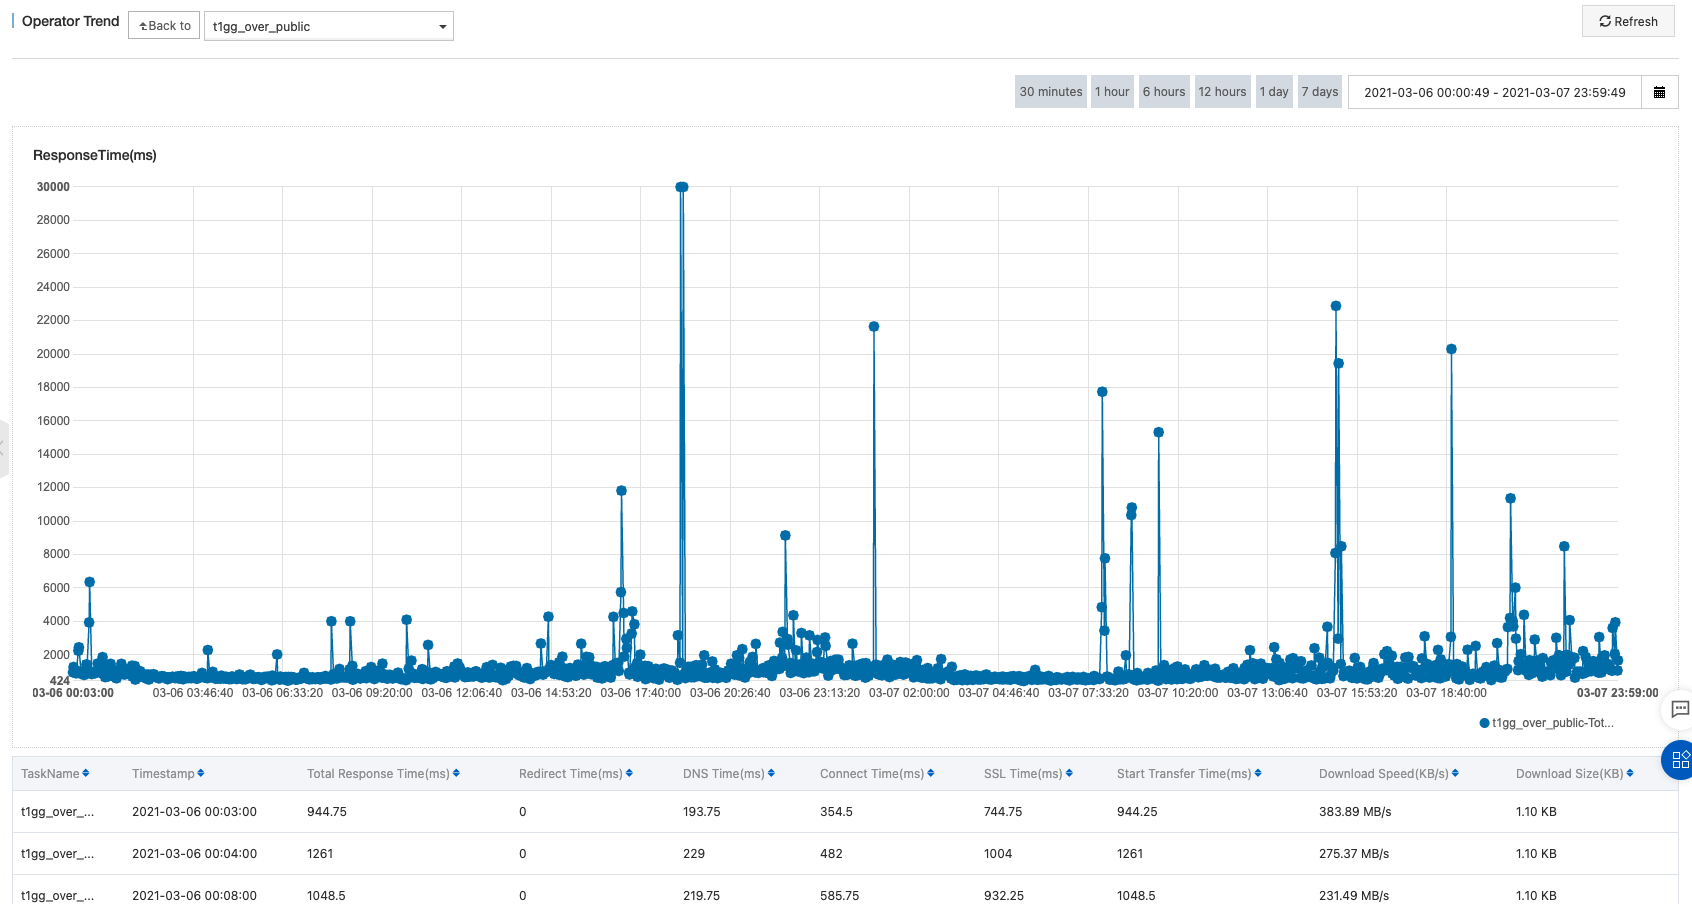 Operator Trend Back to t1gg_over_public Refresh
30 minutes 1 hour 6 hours 12 hours 1 day 7 days 2021-03-06 00:00:49 - 2021-03-07 23:59:49
ResponseTime(ms)
30000
28000
26000
24000
22000
20000
18000
16000
14000
12000
10000
8000
6000
4000
2000
424
03-06 00:03:00 03-06 03:46:40 03-06 06:33:20 03-06 09:20:00 03-06 12:06:40 03-06 14:53:20 03-06 17:40:00 03-06 20:26:40 03-06 23:13:20 03-07 02:00:00 03-07 04:46:40 03-07 07:33:20 03-07 10:20:00 03-07 13:06:40 03-07 15:53:20 03-07 18:40:00 03-07 23:59:00
t1gg_over_public-Tot...
TaskName Timestamp Total Response Time(ms) Redirect Time(ms) DNS Time(ms) Connect Time(ms) SSL Time(ms) Start Transfer Time(ms) Download Speed(KB/s) Download Size(KB)
t1gg_over_... 2021-03-06 00:03:00 944.75 0 193.75 354.5 744.75 944.25 383.89 MB/s 1.10 KB
t1gg_over_... 2021-03-06 00:04:00 1261 0 229 482 1004 1261 275.37 MB/s 1.10 KB
t1gg_over_... 2021-03-06 00:08:00 1048.5 0 219.75 585.75 932.25 1048.5 231.49 MB/s 1.10 KB